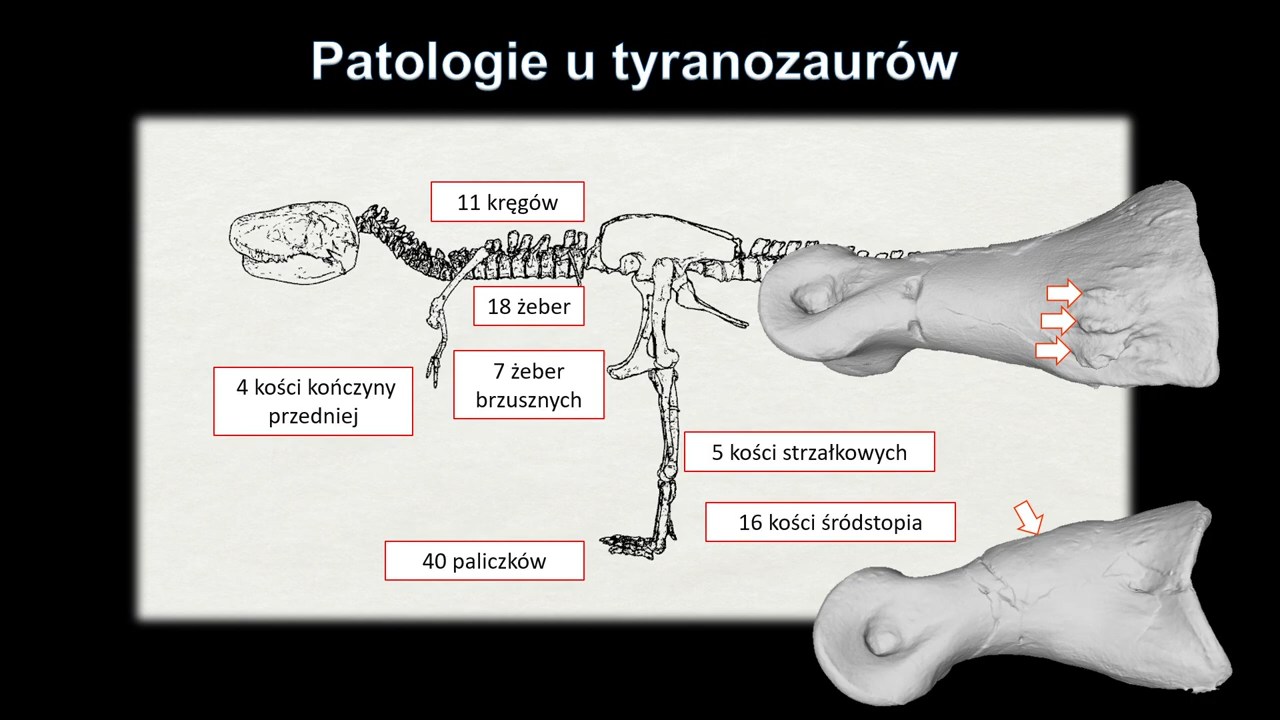 Patologie u tyranozaurów
11 kręgów
18 żeber
7 żeber
brzusznych
4 kości kończyny
przedniej
5 kości strzałkowych
16 kości śródstopia
40 paliczków